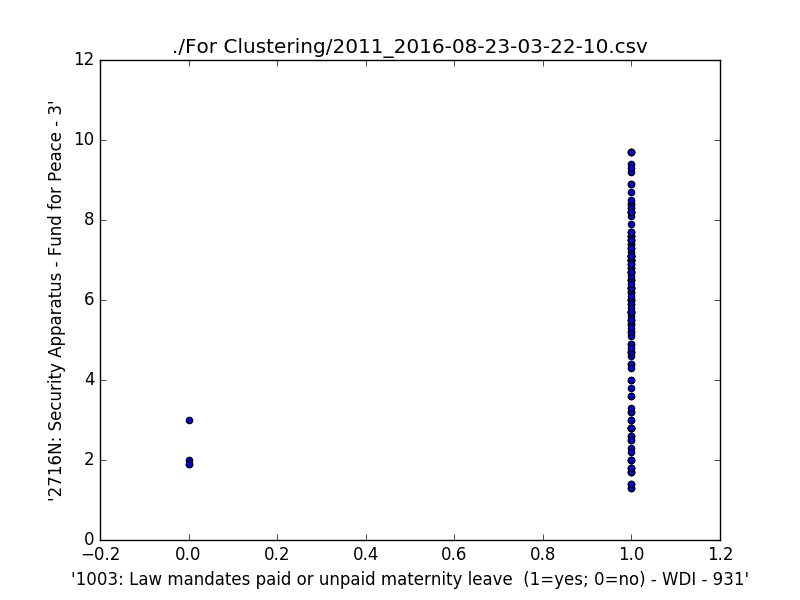 ./For Clustering/2011_2016-08-23-03-22-10.csv
12
10
8
6
4
2
0
'2716N: Security Apparatus - Fund for Peace - 3'
−0.2 0.0 0.2 0.4 0.6 0.8 1.0 1.2
'1003: Law mandates paid or unpaid maternity leave  (1=yes; 0=no) - WDI - 931'